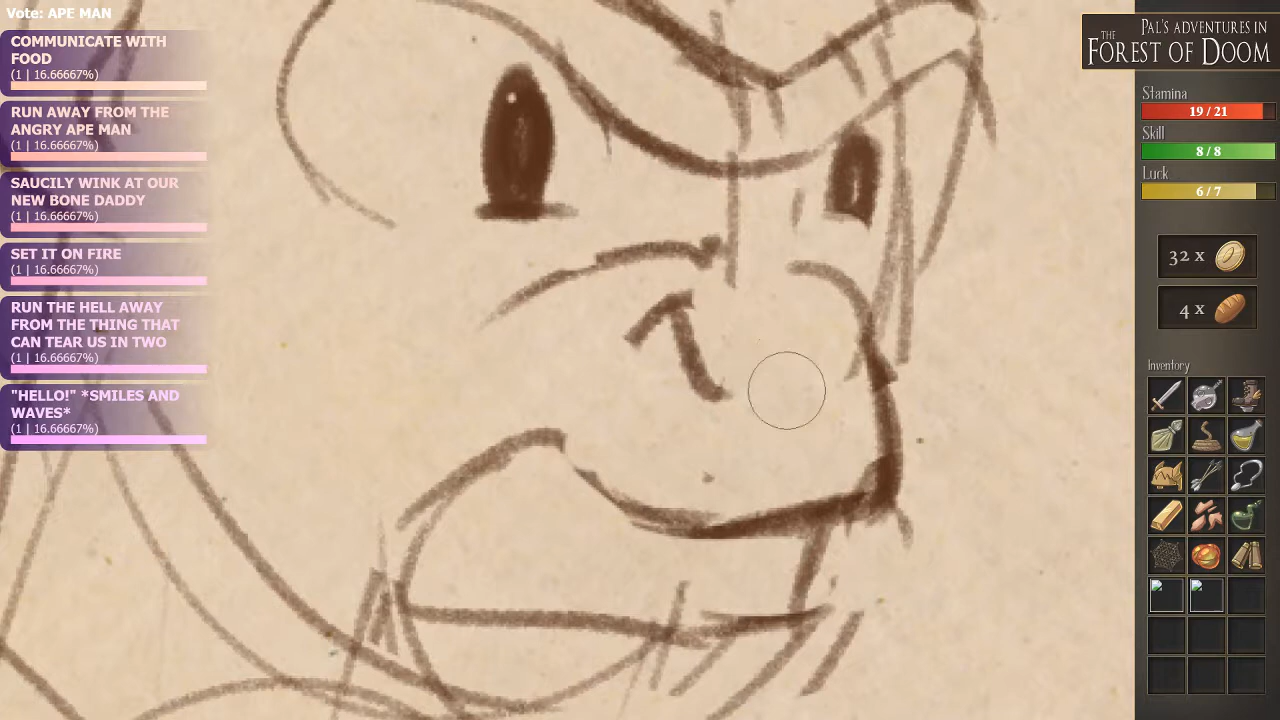 Vote: APE MAN
COMMUNICATE WITH
FOOD
(1 | 16.66667%)
RUN AWAY FROM THE
ANGRY APE MAN
(1 | 16.66667%)
SAUCILY WINK AT OUR
NEW BONE DADDY
(1 | 16.66667%)
SET IT ON FIRE
(1 | 16.66667%)
RUN THE HELL AWAY
FROM THE THING THAT
CAN TEAR US IN TWO
(1 | 16.66667%)
"HELLO!" *SMILES AND
WAVES*
(1 | 16.66667%)
PAL'S ADVENTURES IN
THE FOREST OF DOOM
Stamina
19 / 21
Skill
8 / 8
Luck
6 / 7
32 x
4 x
Inventory